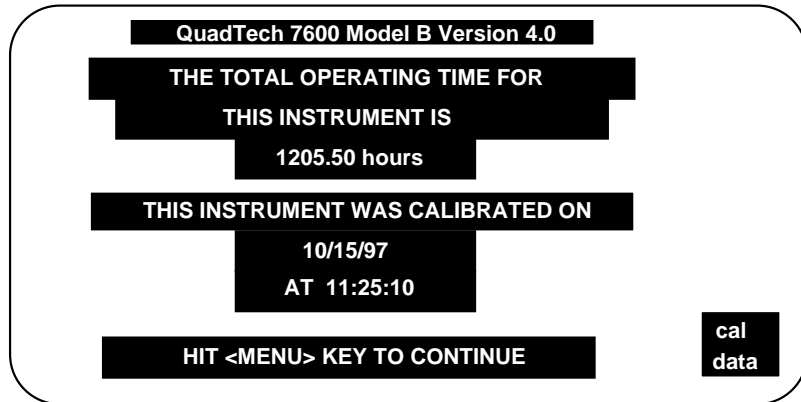 QuadTech 7600 Model B Version 4.0
THE TOTAL OPERATING TIME FOR
THIS INSTRUMENT IS
1205.50 hours
THIS INSTRUMENT WAS CALIBRATED ON
10/15/97
AT 11:25:10
HIT <MENU> KEY TO CONTINUE
cal
data